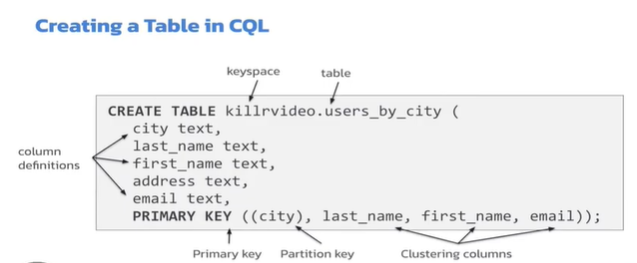 Creating a Table in CQL
keyspace table
CREATE TABLE killrvideo.users_by_city (
city text,
last_name text,
first_name text,
address text,
email text,
PRIMARY KEY ((city), last_name, first_name, email));
column
definitions
Primary key Partition key Clustering columns